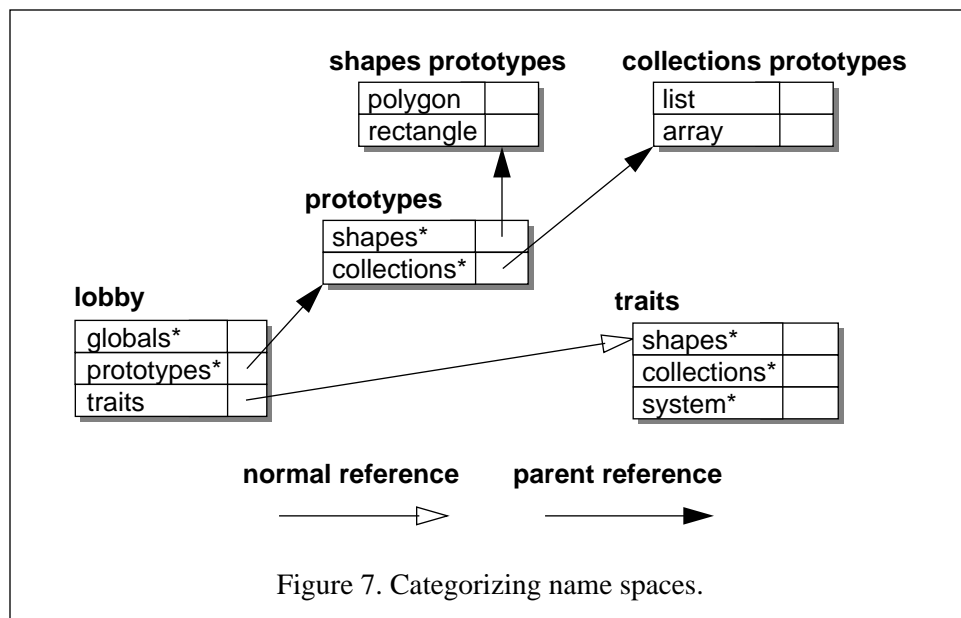 shapes prototypes
polygon
rectangle
collections prototypes
list
array
prototypes
shapes*
collections*
lobby
globals*
prototypes*
traits
traits
shapes*
collections*
system*
normal reference
parent reference
Figure 7. Categorizing name spaces.